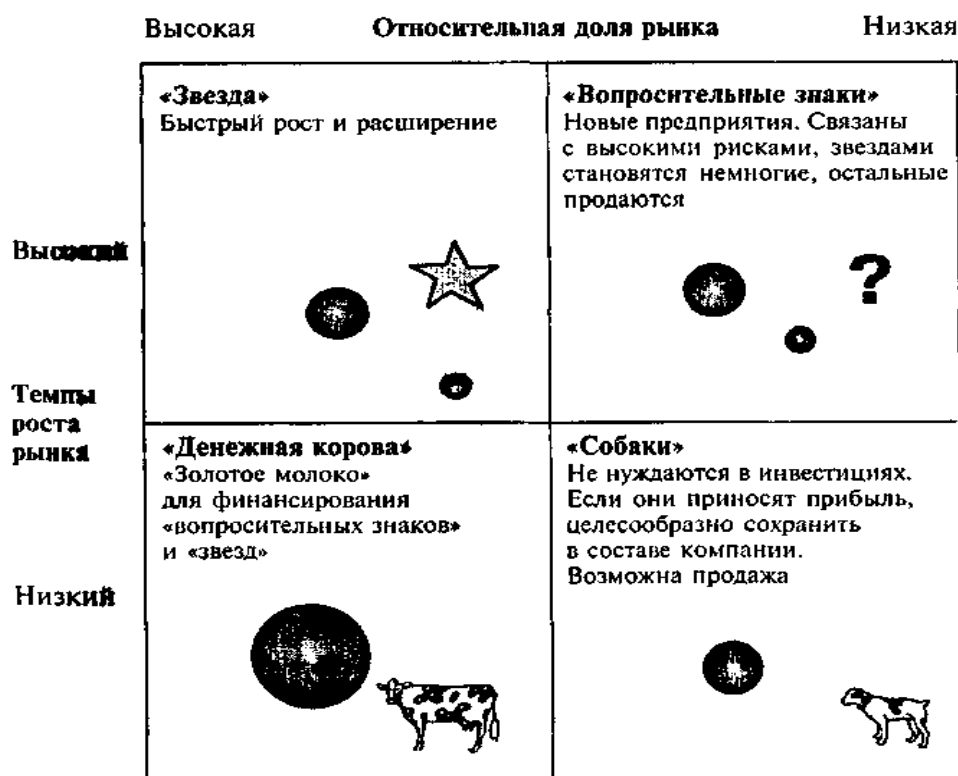 Высокая Относительная доля рынка Низкая
«Звезда»
Быстрый рост и расширение
«Вопросительные знаки»
Новые предприятия. Связаны
с высокими рисками, звездами
становятся немногие, остальные
продаются
Высокий
?
Темпы
роста
рынка
«Денежная корова»
«Золотое молоко»
для финансирования
«вопросительных знаков»
и «звезд»
«Собаки»
Не нуждаются в инвестициях.
Если они приносят прибыль,
целесообразно сохранить
в составе компании.
Возможна продажа
Низкий